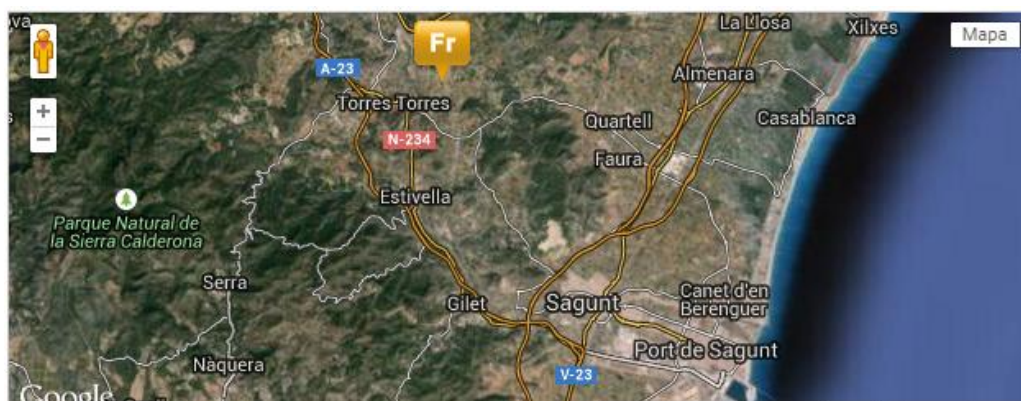 La Llosa
Xilxes
Mapa
Fr
A-23
Almenara
Torres Torres
Casablanca
Quartell
N-234
Faura
Estivella
Parque Natural de
la Sierra Calderona
Serra
Gilet
Sagunt
Canet d'en
Berenguer
Port de Sagunt
Nàquera
V-23
Google